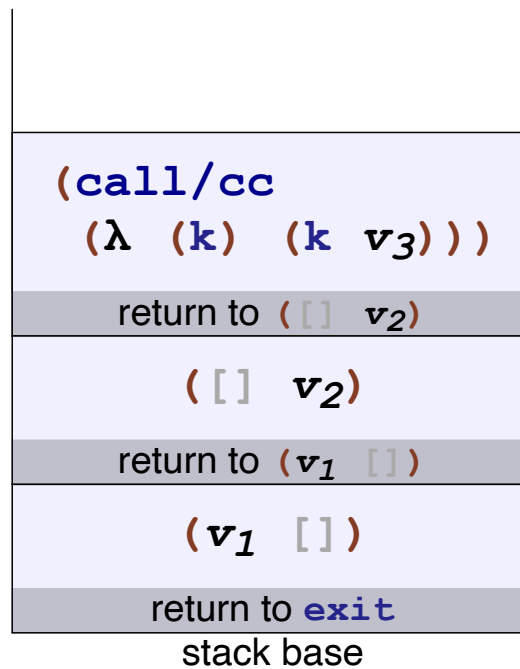 (call/cc
(λ (k) (k v3)))
return to ([] v2)
([] v2)
return to (v1 [])
(v1 [])
return to exit
stack base